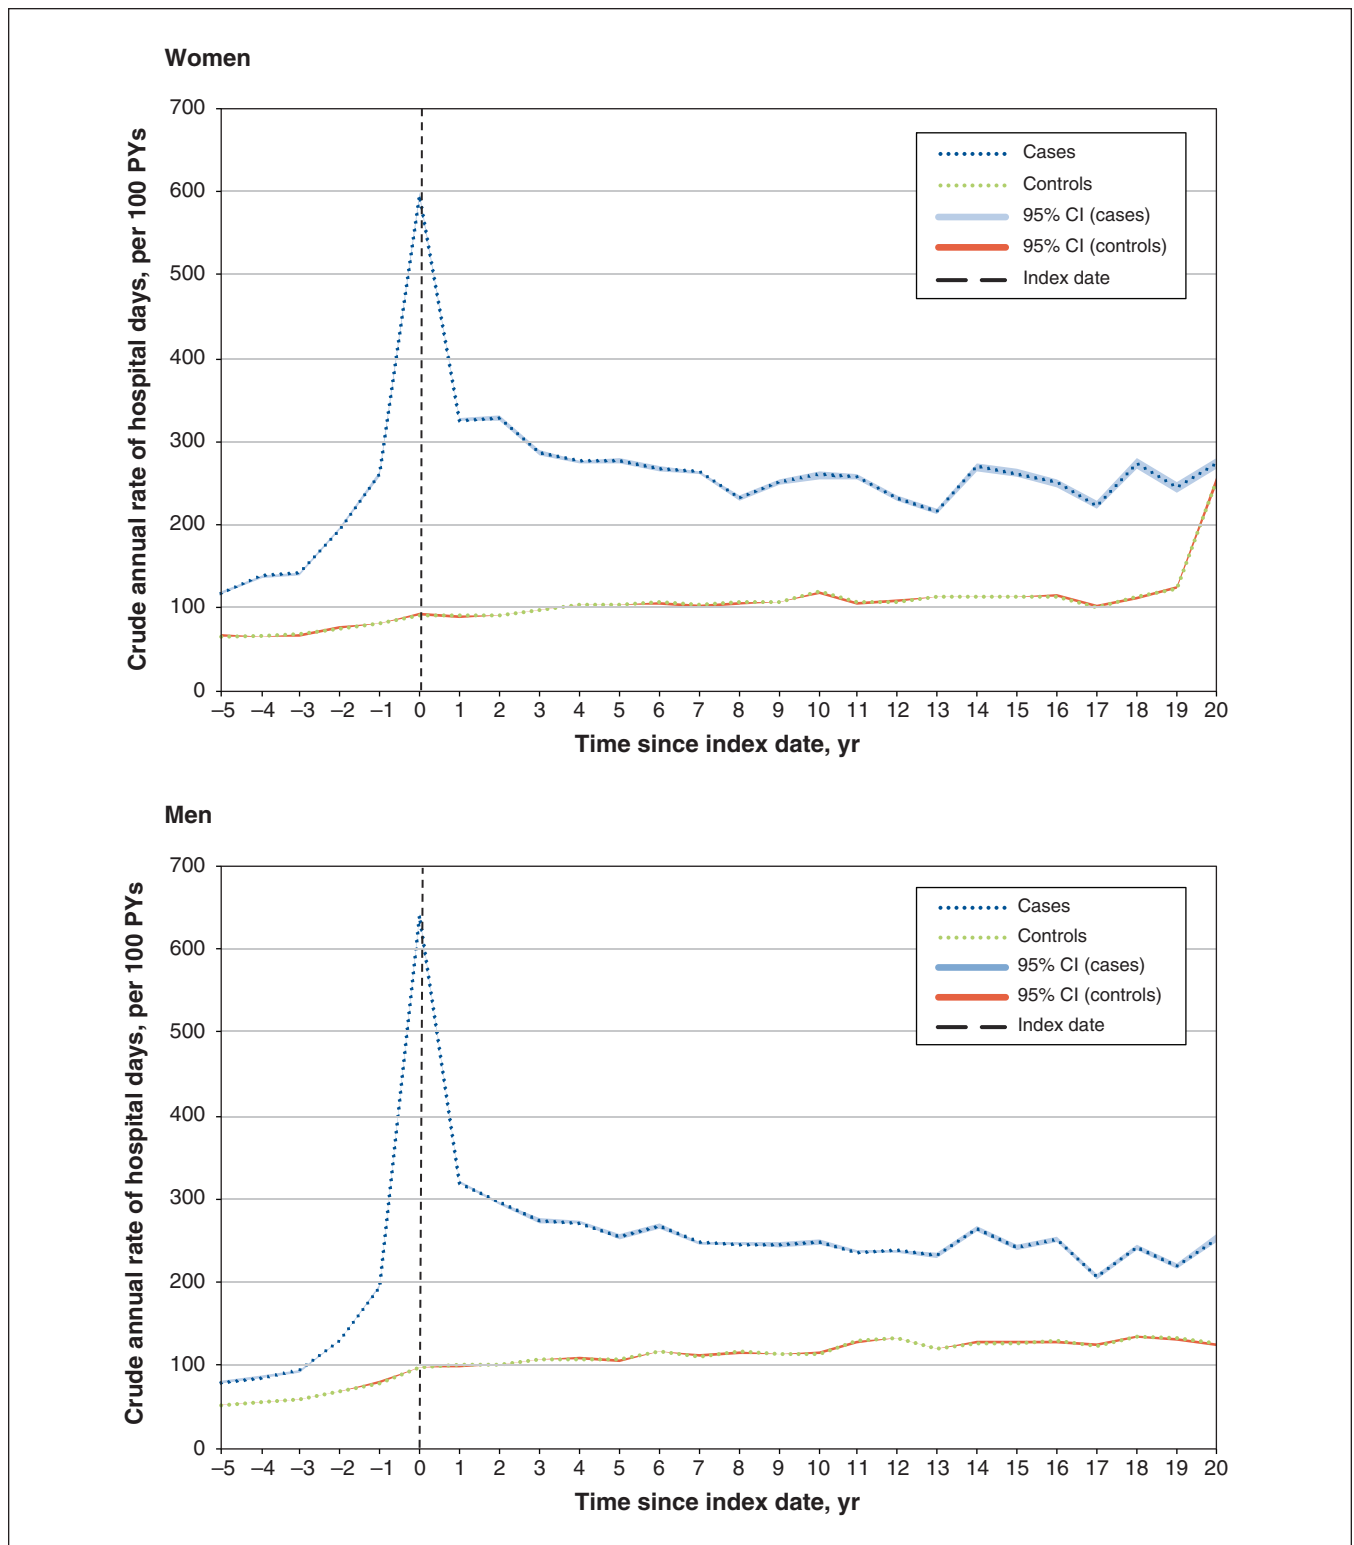 Women
Crude annual rate of hospital days, per 100 PYs
700
600
500
400
300
200
100
0
Cases
Controls
95% CI (cases)
95% CI (controls)
Index date
–5 –4 –3 –2 –1 0 1 2 3 4 5 6 7 8 9 10 11 12 13 14 15 16 17 18 19 20
Time since index date, yr
Men
Crude annual rate of hospital days, per 100 PYs
700
600
500
400
300
200
100
0
Cases
Controls
95% CI (cases)
95% CI (controls)
Index date
–5 –4 –3 –2 –1 0 1 2 3 4 5 6 7 8 9 10 11 12 13 14 15 16 17 18 19 20
Time since index date, yr